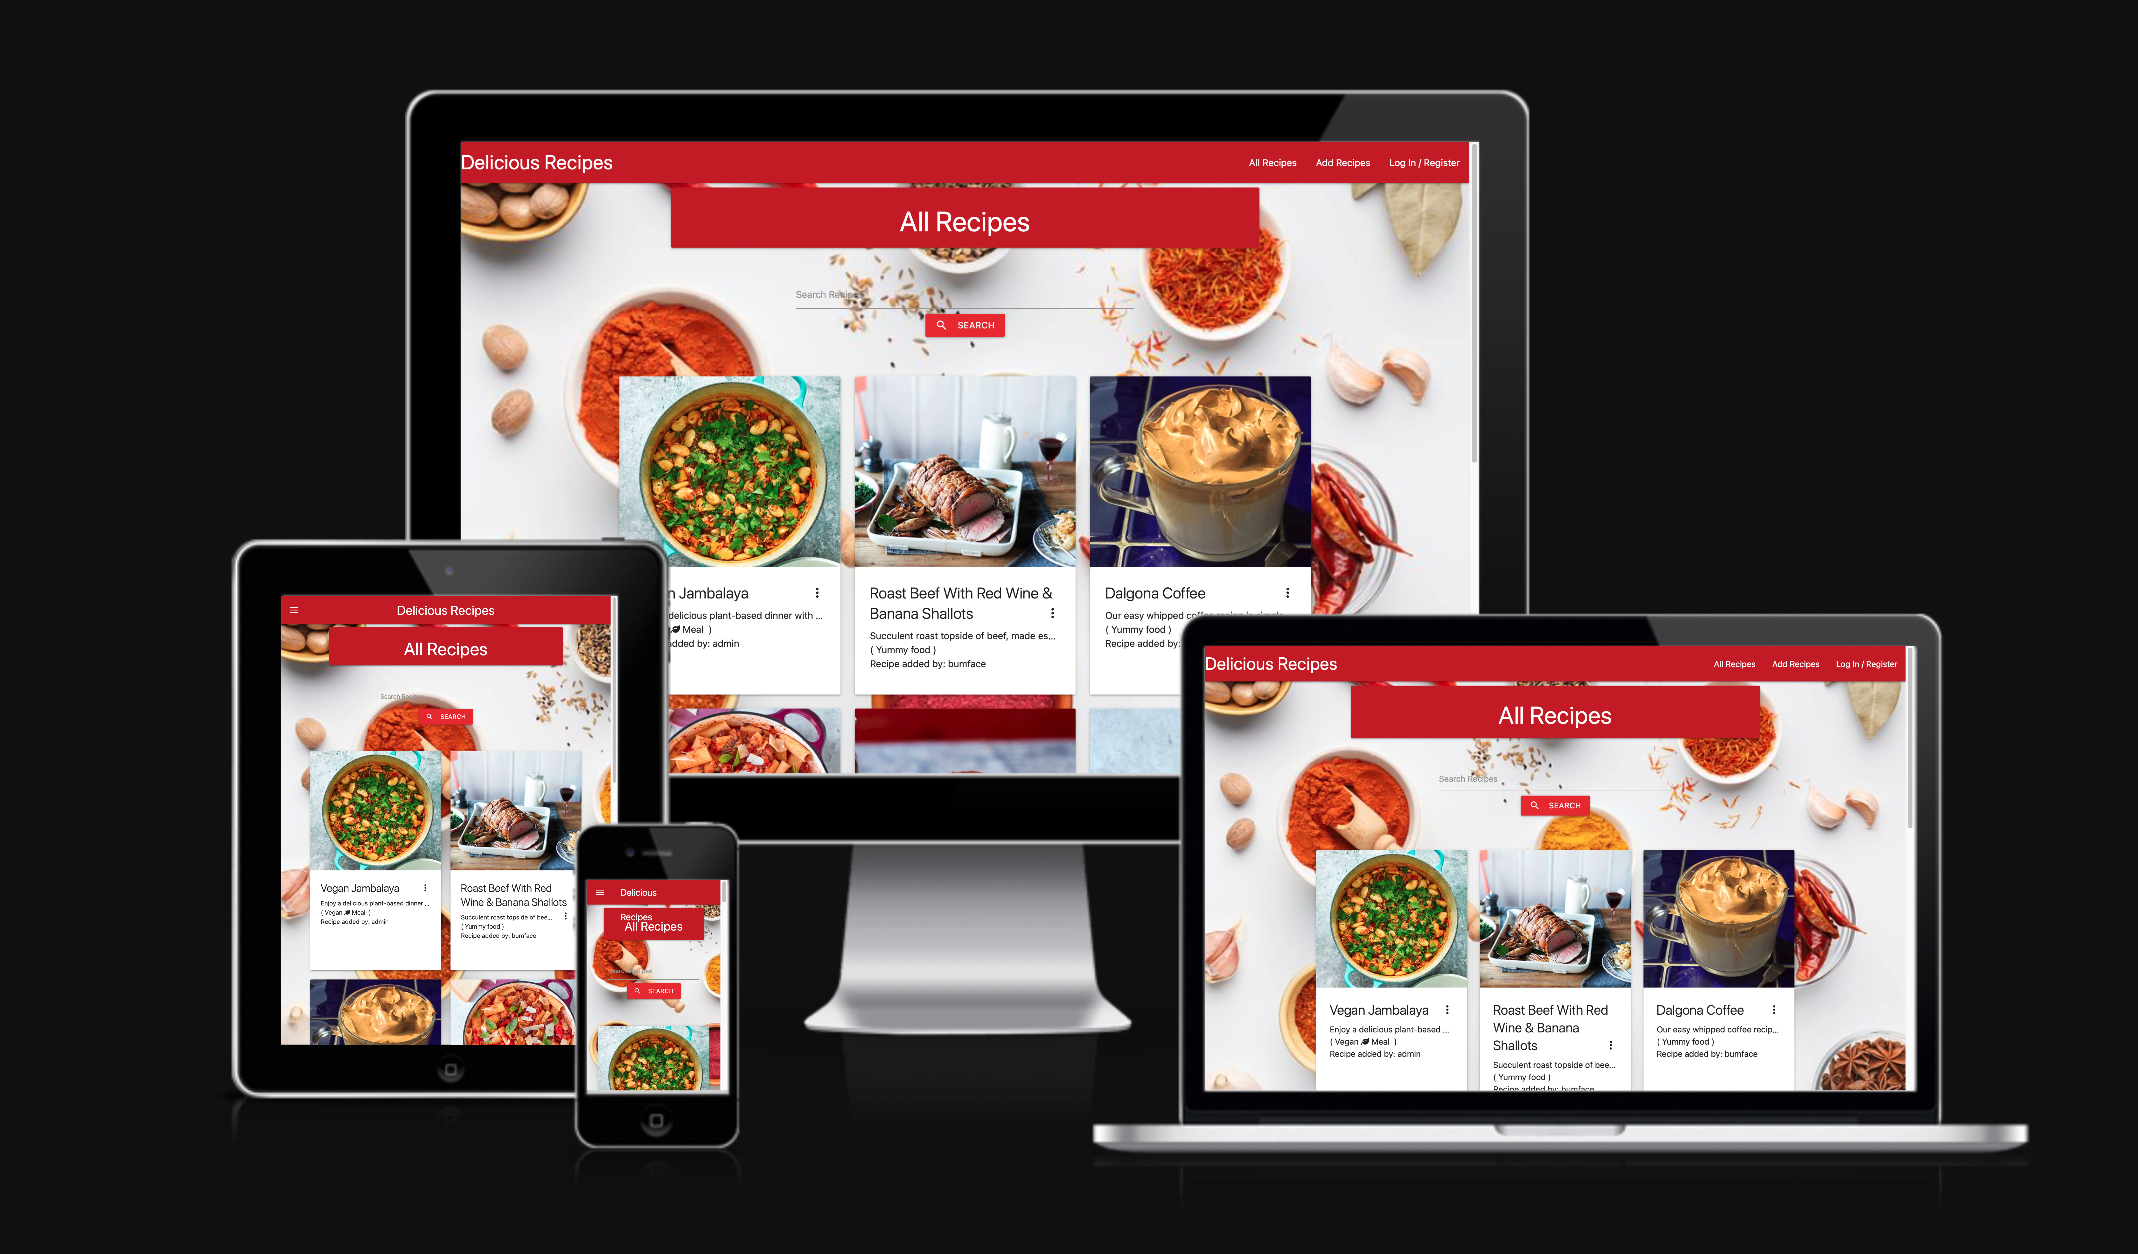 Delicious Recipes
All Recipes Add Recipes Log In / Register
All Recipes
Search Recipes
SEARCH
n Jambalaya
delicious plant-based dinner with ...
Meal )
added by: admin
Roast Beef With Red Wine &
Banana Shallots
Succulent roast topside of beef, made es...
( Yummy food )
Recipe added by: bumface
Dalgona Coffee
Our easy whipped coffee recipe is simple
( Yummy food )
Recipe added by:
Delicious Recipes
All Recipes
Search Recipes
SEARCH
Vegan Jambalaya
Enjoy a delicious plant-based dinner ...
( Vegan Meal )
Recipe added by: admin
Roast Beef With Red
Wine & Banana Shallots
Succulent roast topside of bee...
( Yummy food )
Recipe added by: bumface
Delicious
Recipes
All Recipes
Search Recipes
SEARCH
Delicious Recipes
All Recipes Add Recipes Log In / Register
All Recipes
Search Recipes
SEARCH
Vegan Jambalaya
Enjoy a delicious plant-based ...
( Vegan Meal )
Recipe added by: admin
Roast Beef With Red
Wine & Banana
Shallots
Succulent roast topside of bee...
( Yummy food )
Recipe added by: bumface
Dalgona Coffee
Our easy whipped coffee recip...
( Yummy food )
Recipe added by: bumface